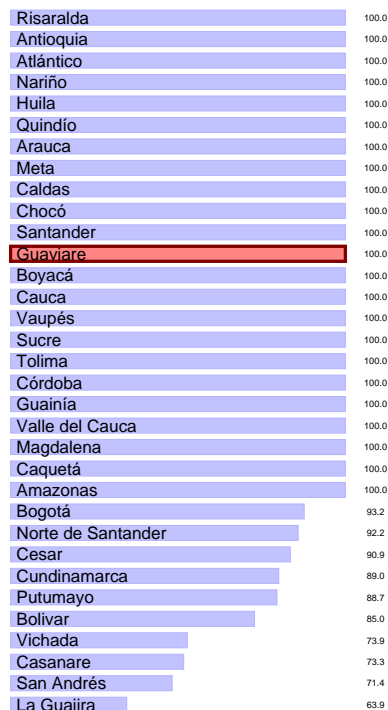 Risaralda 100.0
Antioquia 100.0
Atlántico 100.0
Nariño 100.0
Huila 100.0
Quindío 100.0
Arauca 100.0
Meta 100.0
Caldas 100.0
Chocó 100.0
Santander 100.0
Guaviare 100.0
Boyacá 100.0
Cauca 100.0
Vaupés 100.0
Sucre 100.0
Tolima 100.0
Córdoba 100.0
Guainía 100.0
Valle del Cauca 100.0
Magdalena 100.0
Caquetá 100.0
Amazonas 100.0
Bogotá 93.2
Norte de Santander 92.2
Cesar 90.9
Cundinamarca 89.0
Putumayo 88.7
Bolivar 85.0
Vichada 73.9
Casanare 73.3
San Andrés 71.4
La Guajira 63.9